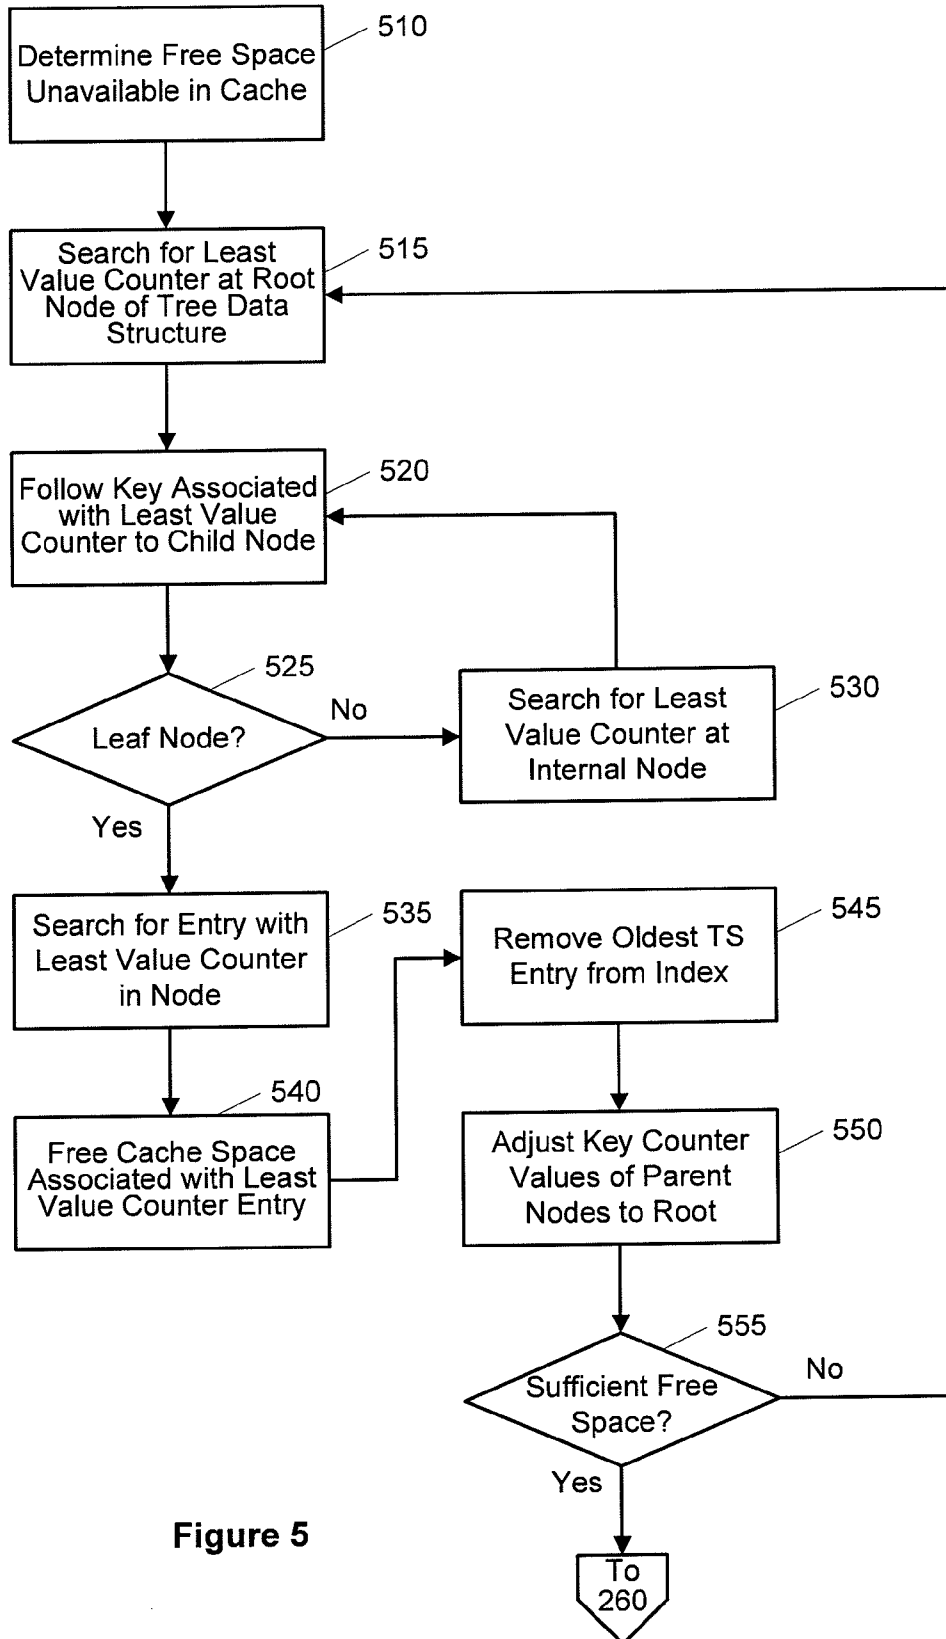 510
Determine Free Space
Unavailable in Cache
515
Search for Least
Value Counter at Root
Node of Tree Data
Structure
520
Follow Key Associated
with Least Value
Counter to Child Node
525
Leaf Node?
No
Yes
530
Search for Least
Value Counter at
Internal Node
535
Search for Entry with
Least Value Counter
in Node
540
Free Cache Space
Associated with Least
Value Counter Entry
545
Remove Oldest TS
Entry from Index
550
Adjust Key Counter
Values of Parent
Nodes to Root
555
Sufficient Free
Space?
No
Yes
To
260
Figure 5